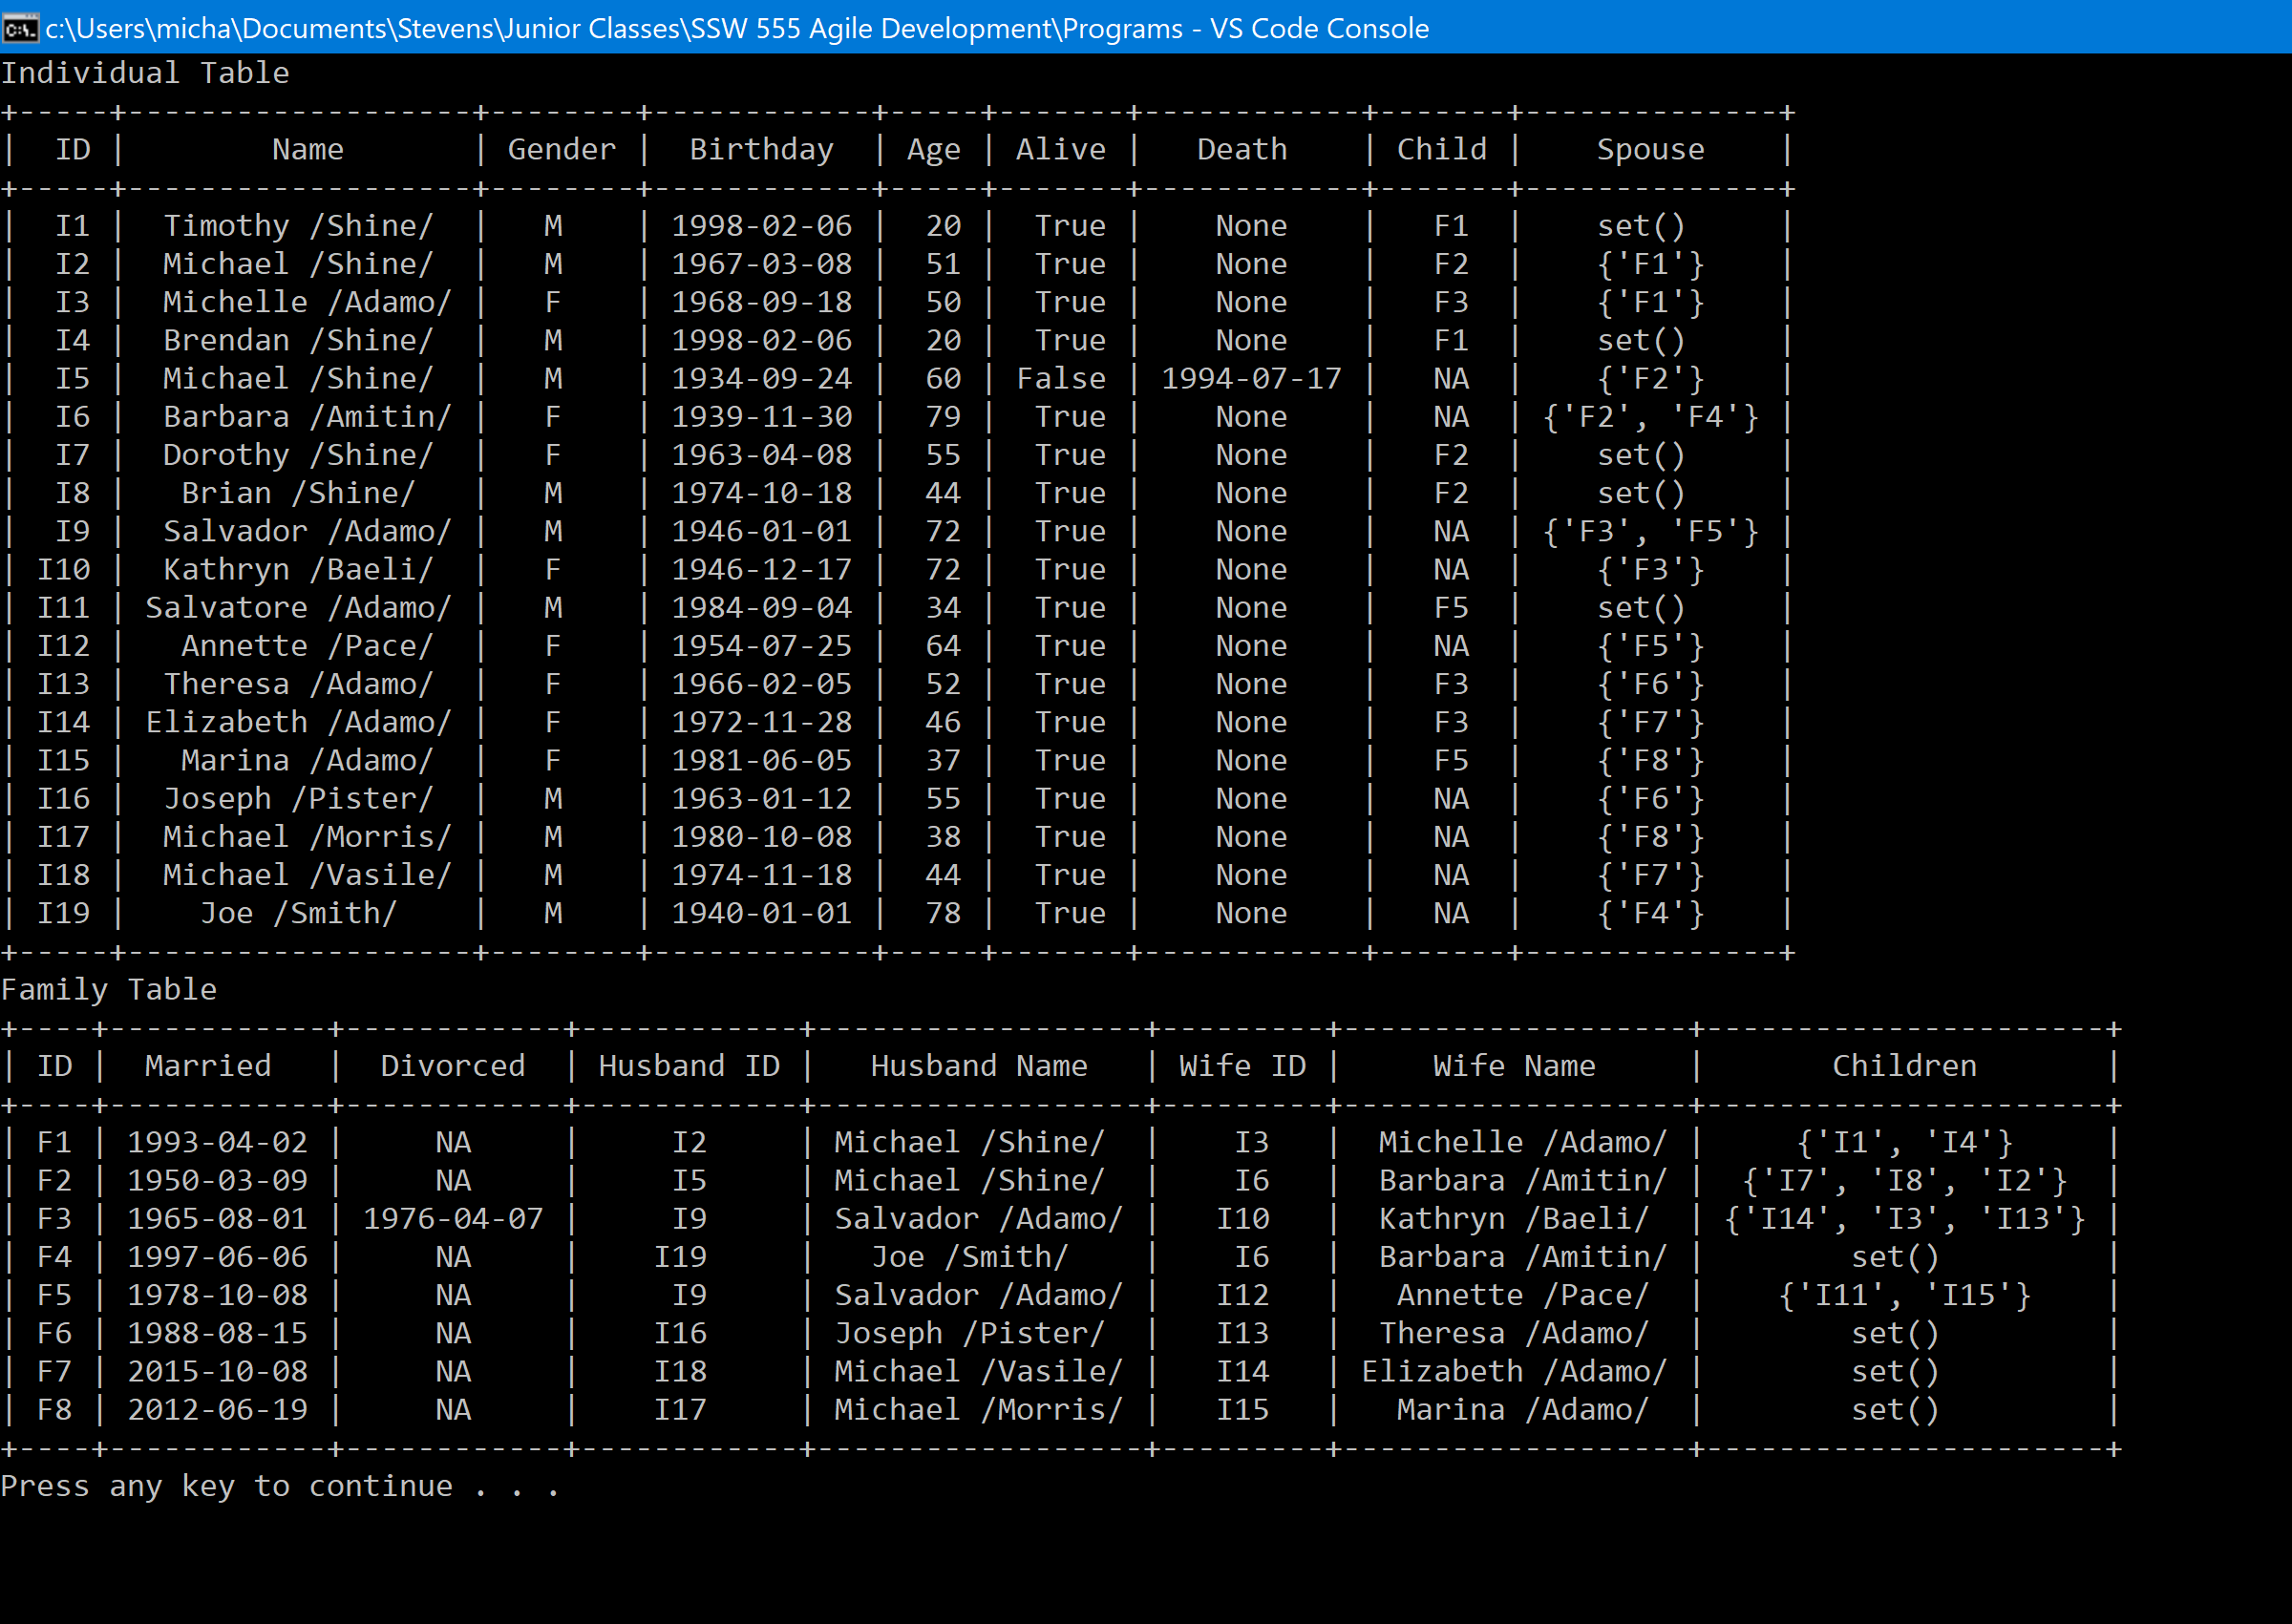 c:\Users\micha\Documents\Stevens\Junior Classes\SSW 555 Agile Development\Programs - VS Code Console
Individual Table
+-----+-------------------+--------+------------+-----+-------+------------+-------+--------------+
|  ID |        Name       | Gender |  Birthday  | Age | Alive |   Death    | Child |    Spouse    |
+-----+-------------------+--------+------------+-----+-------+------------+-------+--------------+
|  I1 |  Timothy /Shine/  |   M    | 1998-02-06 |  20 |  True |    None    |   F1  |    set()     |
|  I2 |  Michael /Shine/  |   M    | 1967-03-08 |  51 |  True |    None    |   F2  |    {'F1'}    |
|  I3 |  Michelle /Adamo/ |   F    | 1968-09-18 |  50 |  True |    None    |   F3  |    {'F1'}    |
|  I4 |  Brendan /Shine/  |   M    | 1998-02-06 |  20 |  True |    None    |   F1  |    set()     |
|  I5 |  Michael /Shine/  |   M    | 1934-09-24 |  60 | False | 1994-07-17 |   NA  |    {'F2'}    |
|  I6 |  Barbara /Amitin/ |   F    | 1939-11-30 |  79 |  True |    None    |   NA  | {'F2', 'F4'} |
|  I7 |  Dorothy /Shine/  |   F    | 1963-04-08 |  55 |  True |    None    |   F2  |    set()     |
|  I8 |   Brian /Shine/   |   M    | 1974-10-18 |  44 |  True |    None    |   F2  |    set()     |
|  I9 |  Salvador /Adamo/ |   M    | 1946-01-01 |  72 |  True |    None    |   NA  | {'F3', 'F5'} |
| I10 |  Kathryn /Baeli/  |   F    | 1946-12-17 |  72 |  True |    None    |   NA  |    {'F3'}    |
| I11 | Salvatore /Adamo/ |   M    | 1984-09-04 |  34 |  True |    None    |   F5  |    set()     |
| I12 |   Annette /Pace/  |   F    | 1954-07-25 |  64 |  True |    None    |   NA  |    {'F5'}    |
| I13 |  Theresa /Adamo/  |   F    | 1966-02-05 |  52 |  True |    None    |   F3  |    {'F6'}    |
| I14 | Elizabeth /Adamo/ |   F    | 1972-11-28 |  46 |  True |    None    |   F3  |    {'F7'}    |
| I15 |   Marina /Adamo/  |   F    | 1981-06-05 |  37 |  True |    None    |   F5  |    {'F8'}    |
| I16 |  Joseph /Pister/  |   M    | 1963-01-12 |  55 |  True |    None    |   NA  |    {'F6'}    |
| I17 |  Michael /Morris/ |   M    | 1980-10-08 |  38 |  True |    None    |   NA  |    {'F8'}    |
| I18 |  Michael /Vasile/ |   M    | 1974-11-18 |  44 |  True |    None    |   NA  |    {'F7'}    |
| I19 |    Joe /Smith/    |   M    | 1940-01-01 |  78 |  True |    None    |   NA  |    {'F4'}    |
+-----+-------------------+--------+------------+-----+-------+------------+-------+--------------+
Family Table
+----+------------+------------+------------+------------------+---------+-------------------+----------------------+
| ID |  Married   |  Divorced  | Husband ID |   Husband Name   | Wife ID |     Wife Name     |       Children       |
+----+------------+------------+------------+------------------+---------+-------------------+----------------------+
| F1 | 1993-04-02 |     NA     |     I2     | Michael /Shine/  |    I3   |  Michelle /Adamo/ |     {'I1', 'I4'}     |
| F2 | 1950-03-09 |     NA     |     I5     | Michael /Shine/  |    I6   |  Barbara /Amitin/ |  {'I7', 'I8', 'I2'}  |
| F3 | 1965-08-01 | 1976-04-07 |     I9     | Salvador /Adamo/ |   I10   |  Kathryn /Baeli/  | {'I14', 'I3', 'I13'} |
| F4 | 1997-06-06 |     NA     |    I19     |   Joe /Smith/    |    I6   |  Barbara /Amitin/ |        set()         |
| F5 | 1978-10-08 |     NA     |     I9     | Salvador /Adamo/ |   I12   |   Annette /Pace/  |    {'I11', 'I15'}    |
| F6 | 1988-08-15 |     NA     |    I16     | Joseph /Pister/  |   I13   |  Theresa /Adamo/  |        set()         |
| F7 | 2015-10-08 |     NA     |    I18     | Michael /Vasile/ |   I14   | Elizabeth /Adamo/ |        set()         |
| F8 | 2012-06-19 |     NA     |    I17     | Michael /Morris/ |   I15   |   Marina /Adamo/  |        set()         |
+----+------------+------------+------------+------------------+---------+-------------------+----------------------+
Press any key to continue . . .